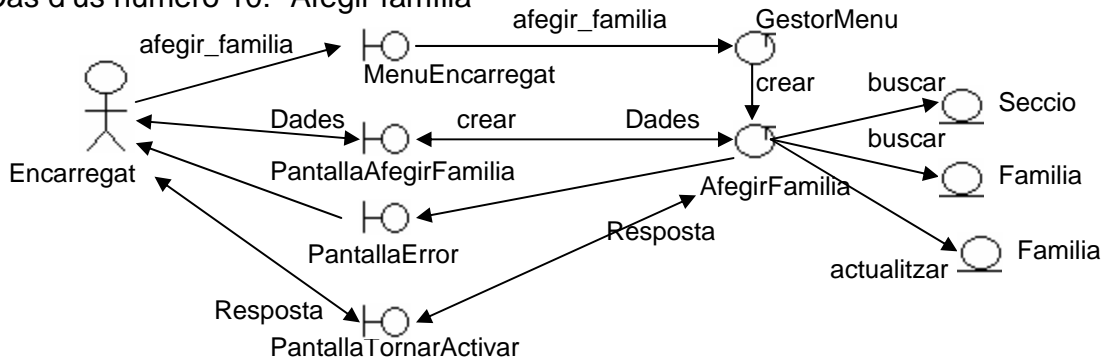 Cas d'ús número 10: "Afegir família"
afegir_familia
GestorMenu
afegir_familia
MenuEncarregat
crear
buscar
Seccio
Dades
crear
Dades
buscar
Encarregat
PantallaAfegirFamilia
AfegirFamilia
Familia
PantallaError
Resposta
Familia
actualitzar
Resposta
PantallaTornarActivar